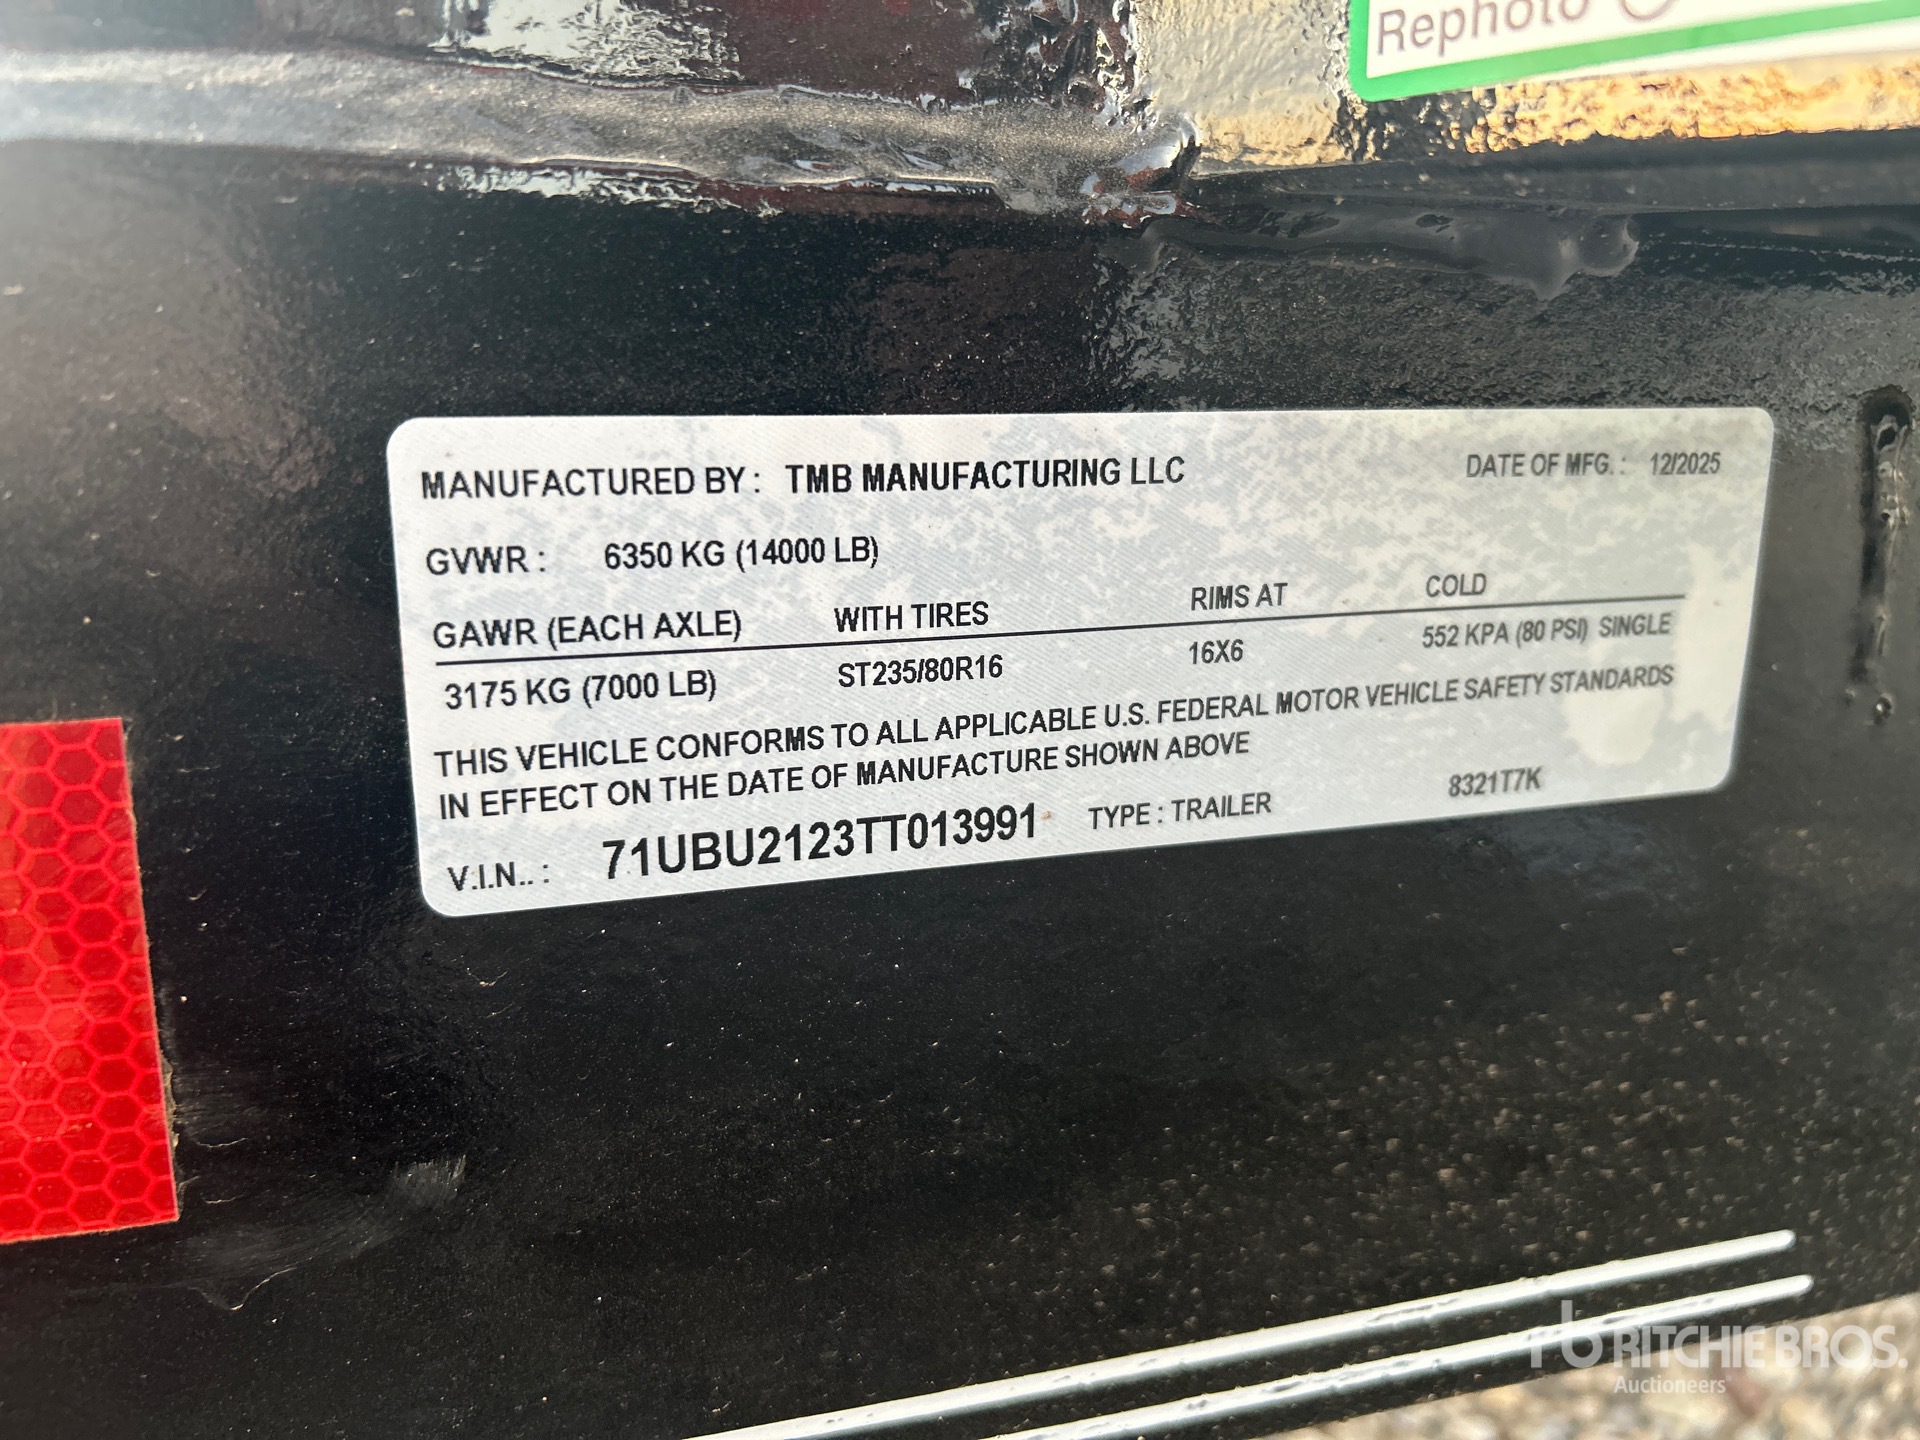 Rephoto
MANUFACTURED BY : TMB MANUFACTURING LLC DATE OF MFG. : 12/2025
GVWR : 6350 KG (14000 LB)
GAWR (EACH AXLE) WITH TIRES RIMS AT COLD
3175 KG (7000 LB) ST235/80R16 16X6 552 KPA (80 PSI) SINGLE
THIS VEHICLE CONFORMS TO ALL APPLICABLE U.S. FEDERAL MOTOR VEHICLE SAFETY STANDARDS
IN EFFECT ON THE DATE OF MANUFACTURE SHOWN ABOVE
V.I.N.. : 71UBU2123TT013991 TYPE : TRAILER 8321T7K
rb RITCHIE BROS.
Auctioneers